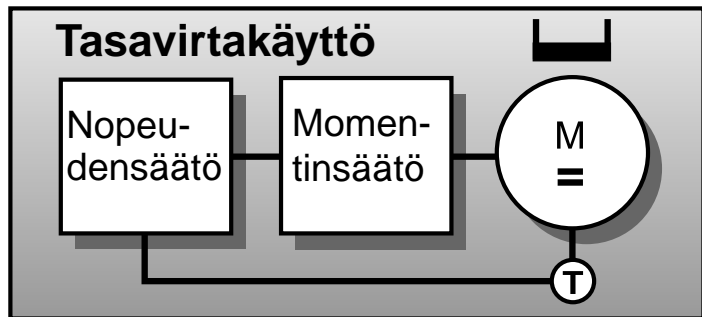 Tasavirtakäyttö
Nopeu-
densäätö
Momen-
tinsäätö
M
=
T